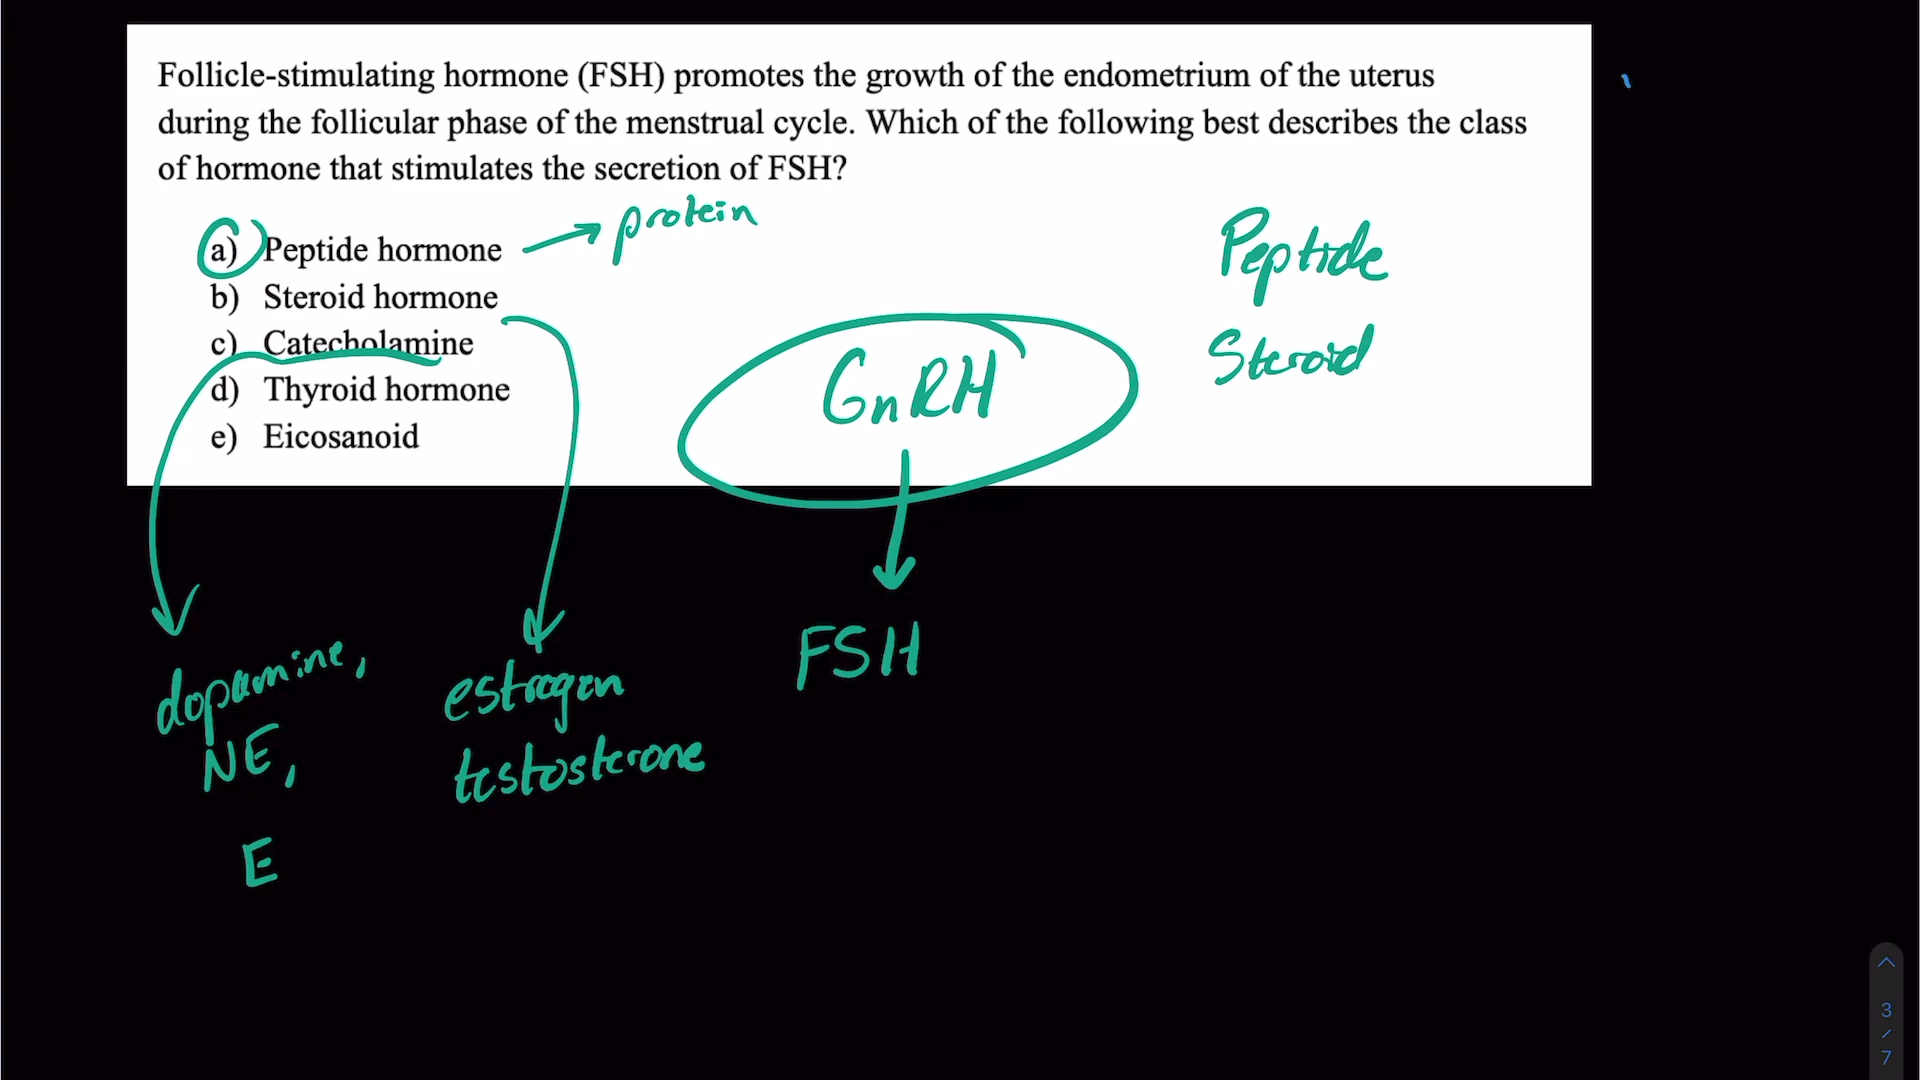 Follicle-stimulating hormone (FSH) promotes the growth of the endometrium of the uterus
during the follicular phase of the menstrual cycle. Which of the following best describes the class
of hormone that stimulates the secretion of FSH?
a) Peptide hormone
protein
b) Steroid hormone
c) Catecholamine
d) Thyroid hormone
e) Eicosanoid
Peptide
Steroid
GnRH
FSH
dopamine,
NE,
E
estrogen
testosterone
3
/
7